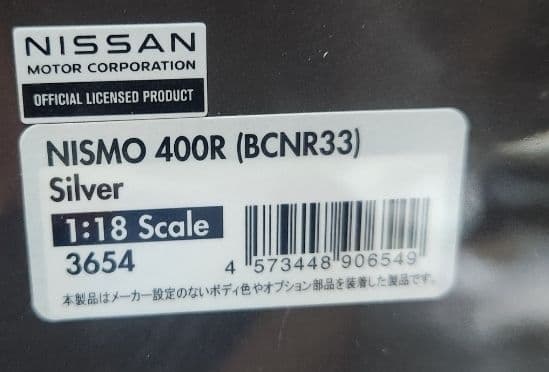 NISSAN
MOTOR CORPORATION
OFFICIAL LICENSED PRODUCT
NISMO 400R (BCNR33)
Silver
1:18 Scale
3654
4 573448 906549
本製品はメーカー設定のないボディ色やオプション部品を装着した製品です。